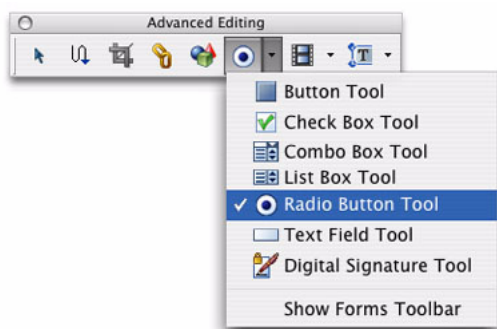 Advanced Editing
Button Tool
Check Box Tool
Combo Box Tool
List Box Tool
Radio Button Tool
Text Field Tool
Digital Signature Tool
Show Forms Toolbar